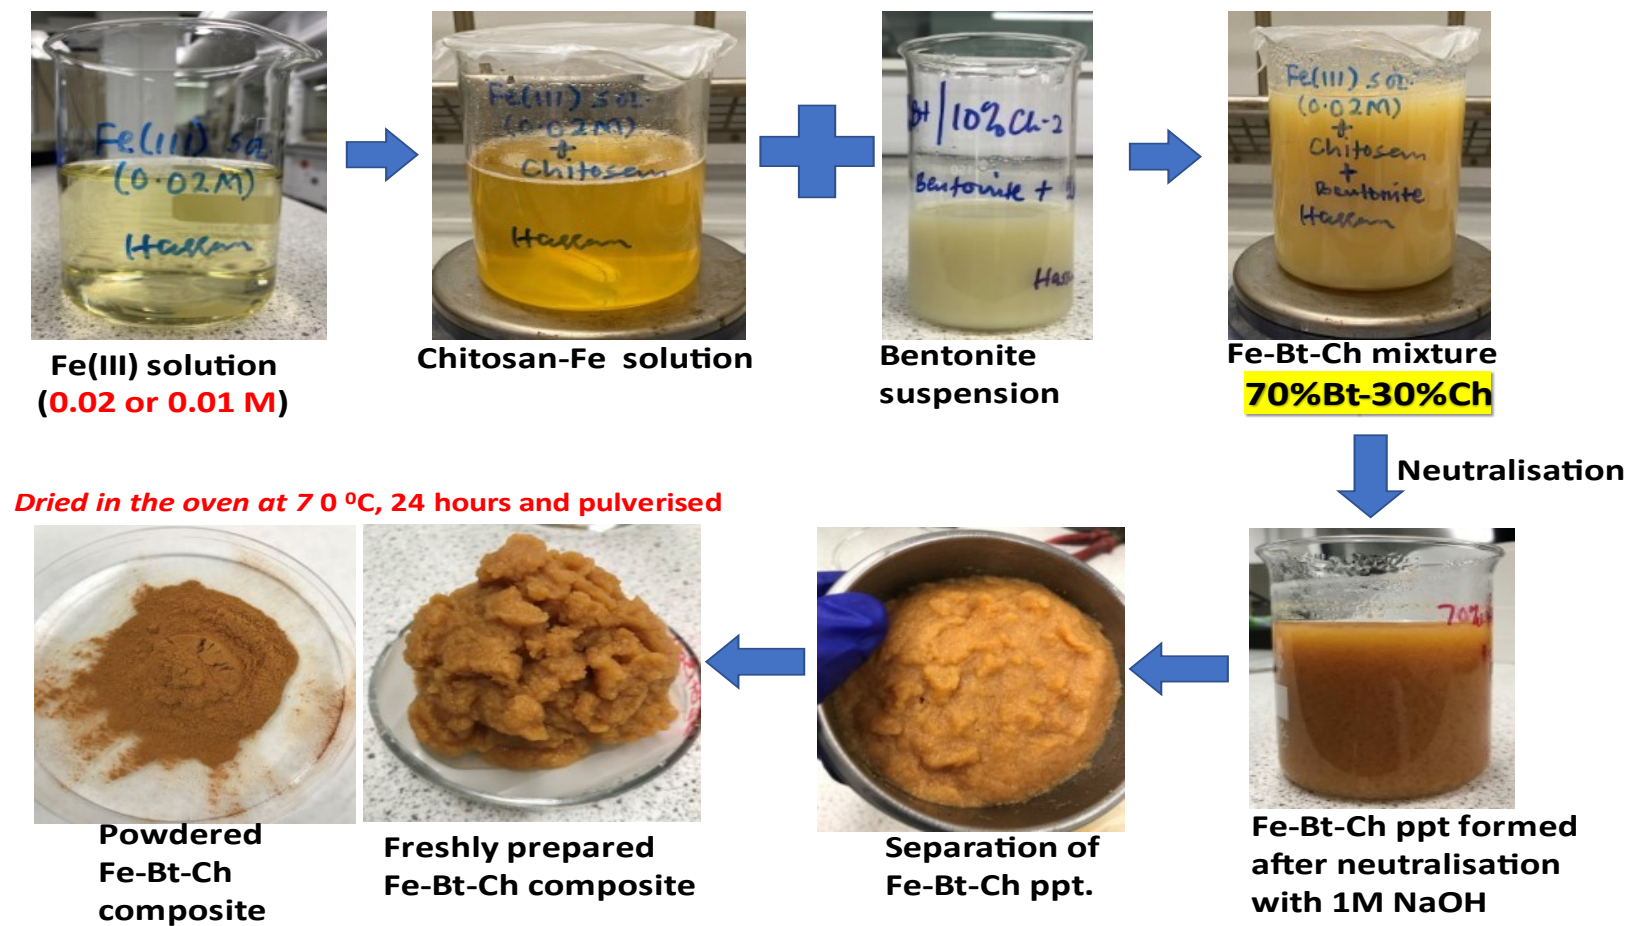 Fe(III) sol.
(0.02M)
Hassan
Fe(III) sol.
(0.02M)
+
Chitosan
Hassan
Bt/10%Ch-2
Bentonite +
Hass
Fe(III) sol.
(0.02M)
+
Chitosan
+
Bentonite
Hassan
Fe(III) solution
(0.02 or 0.01 M)
Chitosan-Fe solution
Bentonite
suspension
Fe-Bt-Ch mixture
70%Bt-30%Ch
Neutralisation
Dried in the oven at 7 0 ⁰C, 24 hours and pulverised
70%
Powdered
Fe-Bt-Ch
composite
Freshly prepared
Fe-Bt-Ch composite
Separation of
Fe-Bt-Ch ppt.
Fe-Bt-Ch ppt formed
after neutralisation
with 1M NaOH